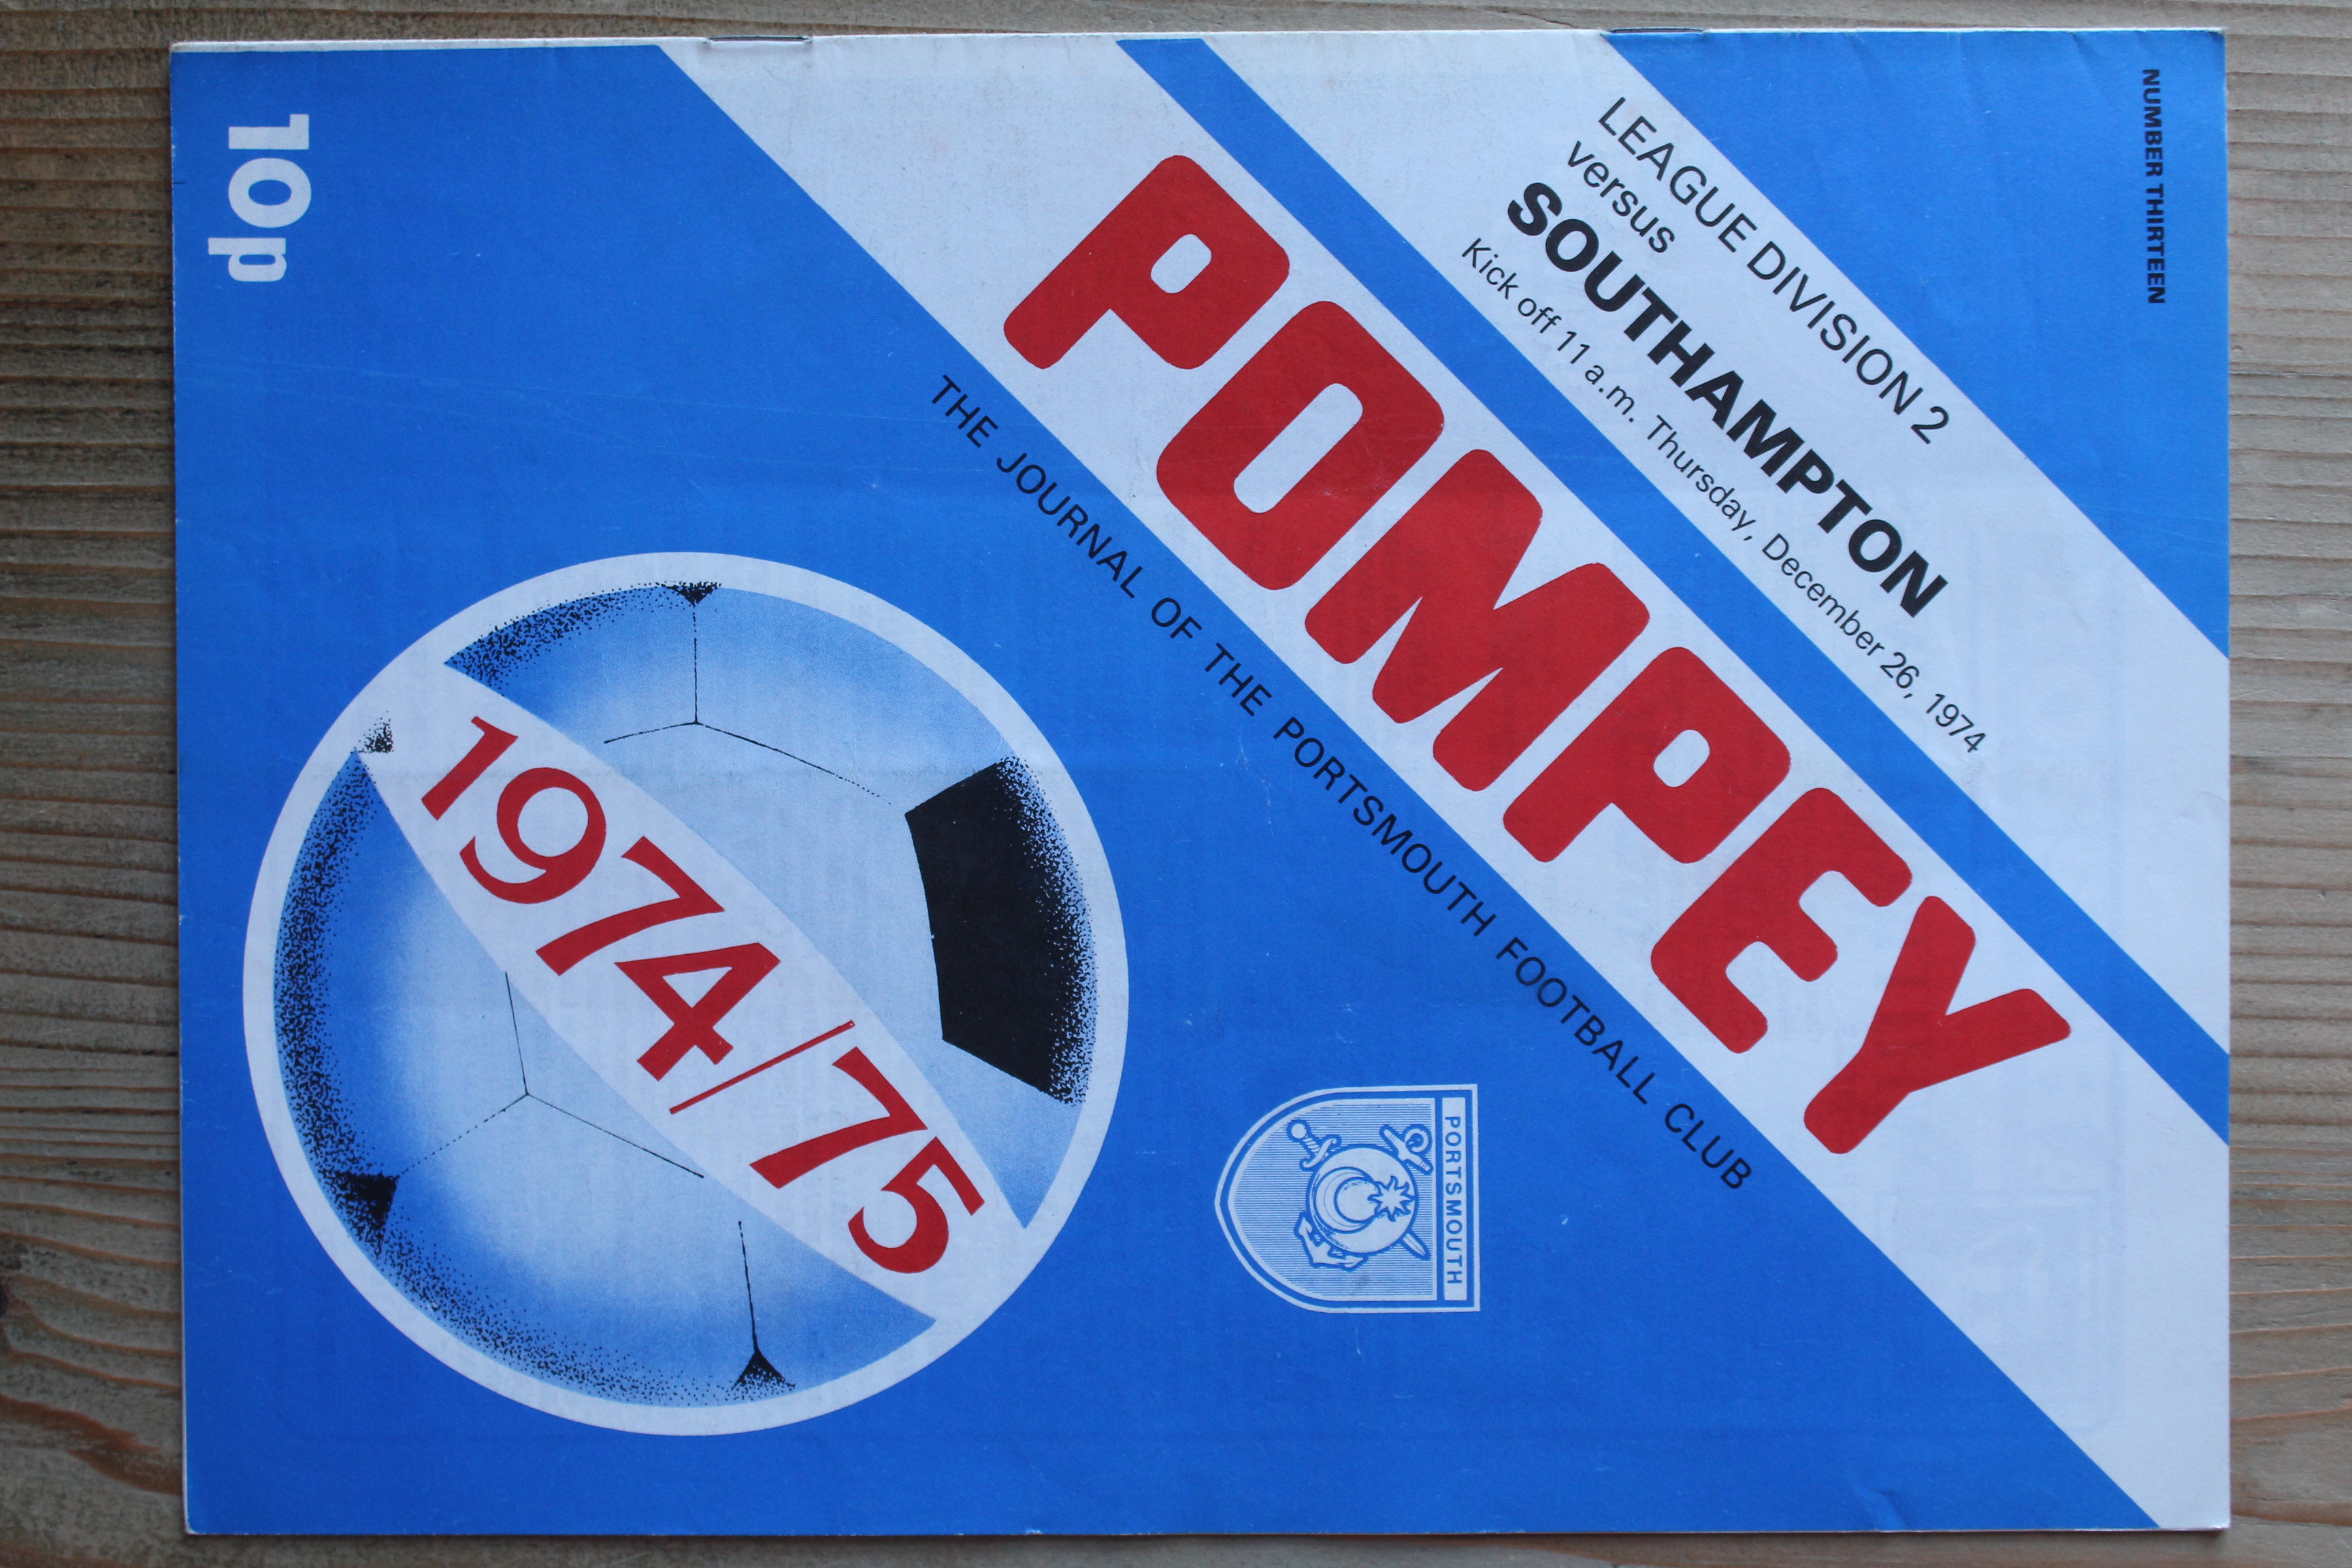 NUMBER THIRTEEN
LEAGUE DIVISION 2
versus
SOUTHAMPTON
Kick off 11 a.m. Thursday, December 26, 1974
POMPEY
THE JOURNAL OF THE PORTSMOUTH FOOTBALL CLUB
PORTSMOUTH
1974/75
10p